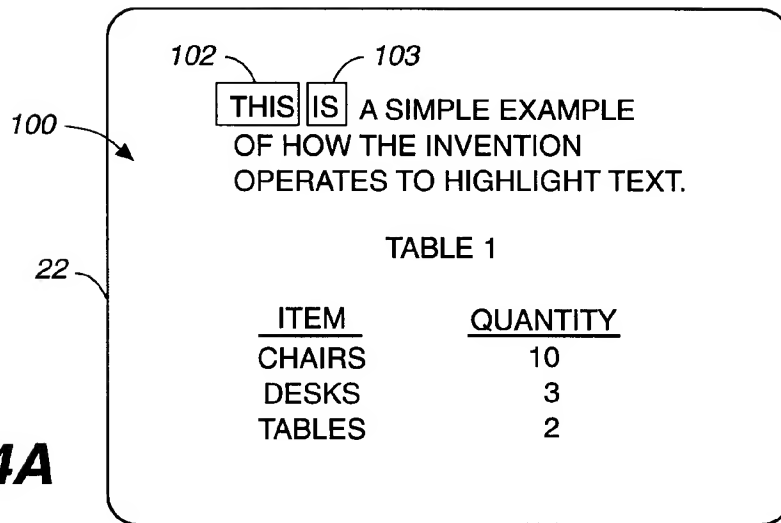 102 103
THIS IS A SIMPLE EXAMPLE
100
OF HOW THE INVENTION
OPERATES TO HIGHLIGHT TEXT.
TABLE 1
22
ITEM QUANTITY
CHAIRS 10
DESKS 3
TABLES 2
4A